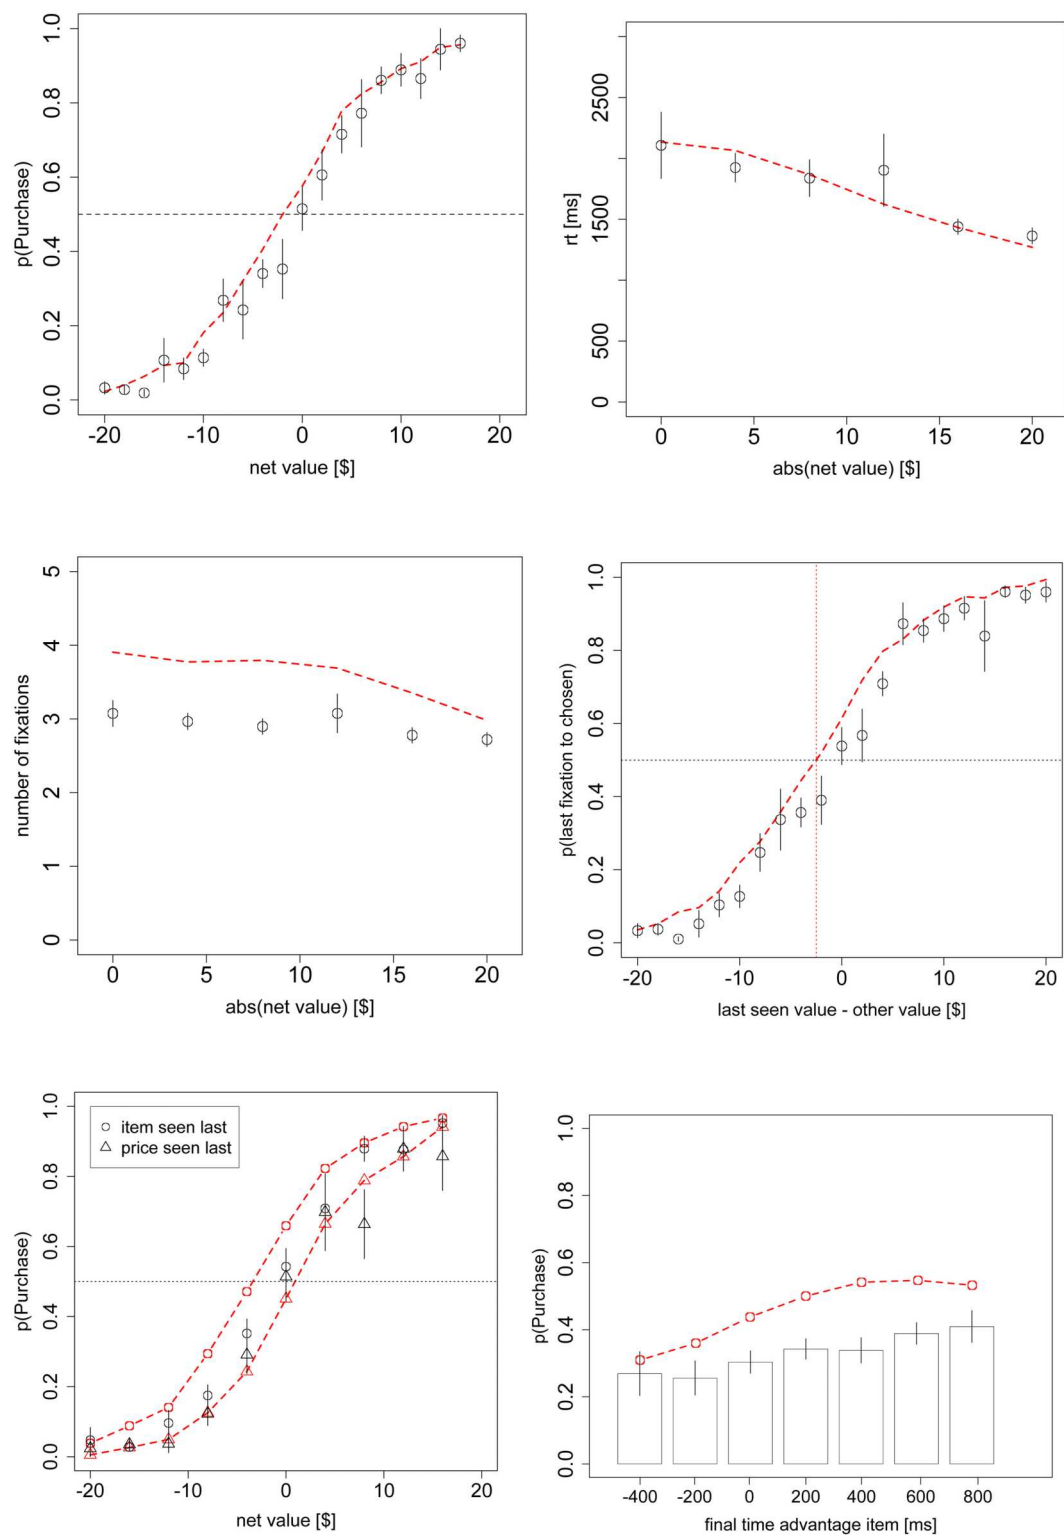 1.0
0.8
0.6
0.4
0.2
0.0
p(Purchase)
-20 -10 0 10 20
net value [$]
2500
1500
500
0
rt [ms]
0 5 10 15 20
abs(net value) [$]
5
4
3
2
1
0
number of fixations
0 5 10 15 20
abs(net value) [$]
1.0
0.8
0.6
0.4
0.2
0.0
p(last fixation to chosen)
-20 -10 0 10 20
last seen value - other value [$]
item seen last
price seen last
1.0
0.8
0.6
0.4
0.2
0.0
p(Purchase)
-20 -10 0 10 20
net value [$]
1.0
0.8
0.6
0.4
0.2
0.0
p(Purchase)
-400 -200 0 200 400 600 800
final time advantage item [ms]